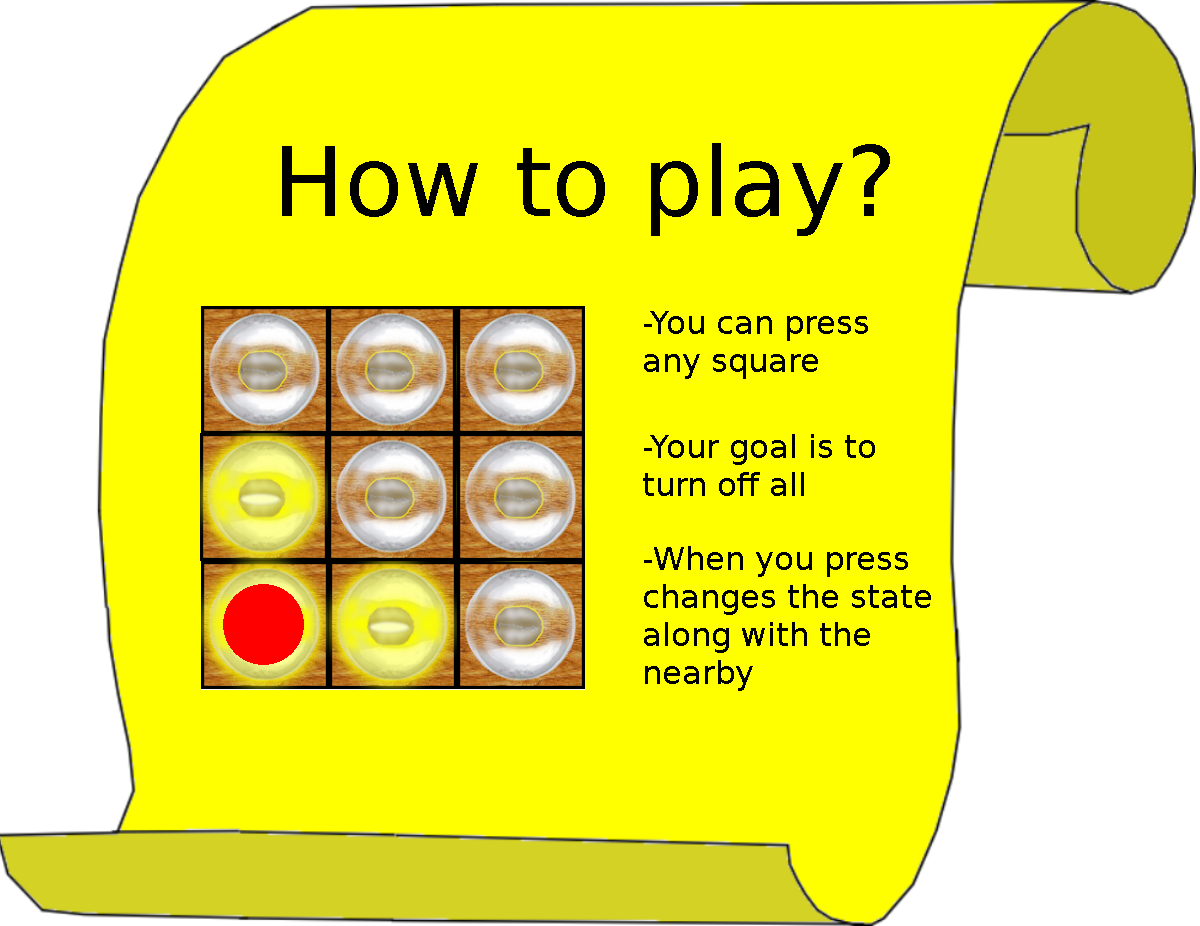 How to play?
-You can press
any square
-Your goal is to
turn off all
-When you press
changes the state
along with the
nearby